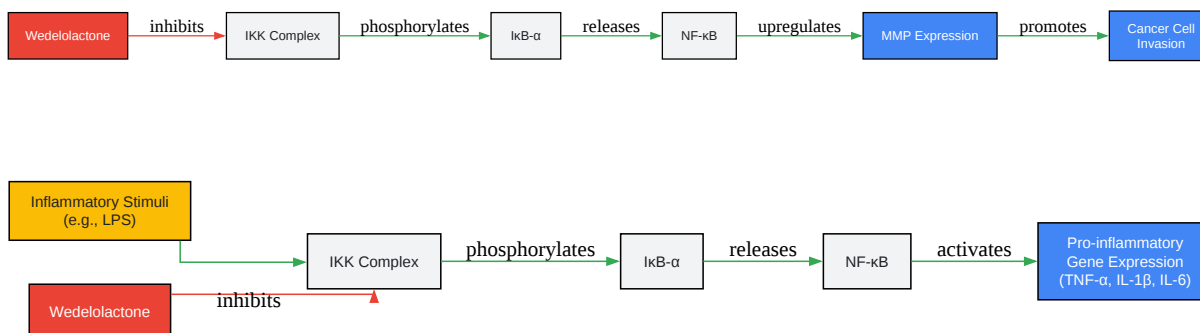 Wedelolactone
inhibits
IKK Complex
phosphorylates
IκB-α
releases
NF-κB
upregulates
MMP Expression
promotes
Cancer Cell
Invasion
Inflammatory Stimuli
(e.g., LPS)
IKK Complex
phosphorylates
IκB-α
releases
NF-κB
activates
Pro-inflammatory
Gene Expression
(TNF-α, IL-1β, IL-6)
Wedelolactone
inhibits